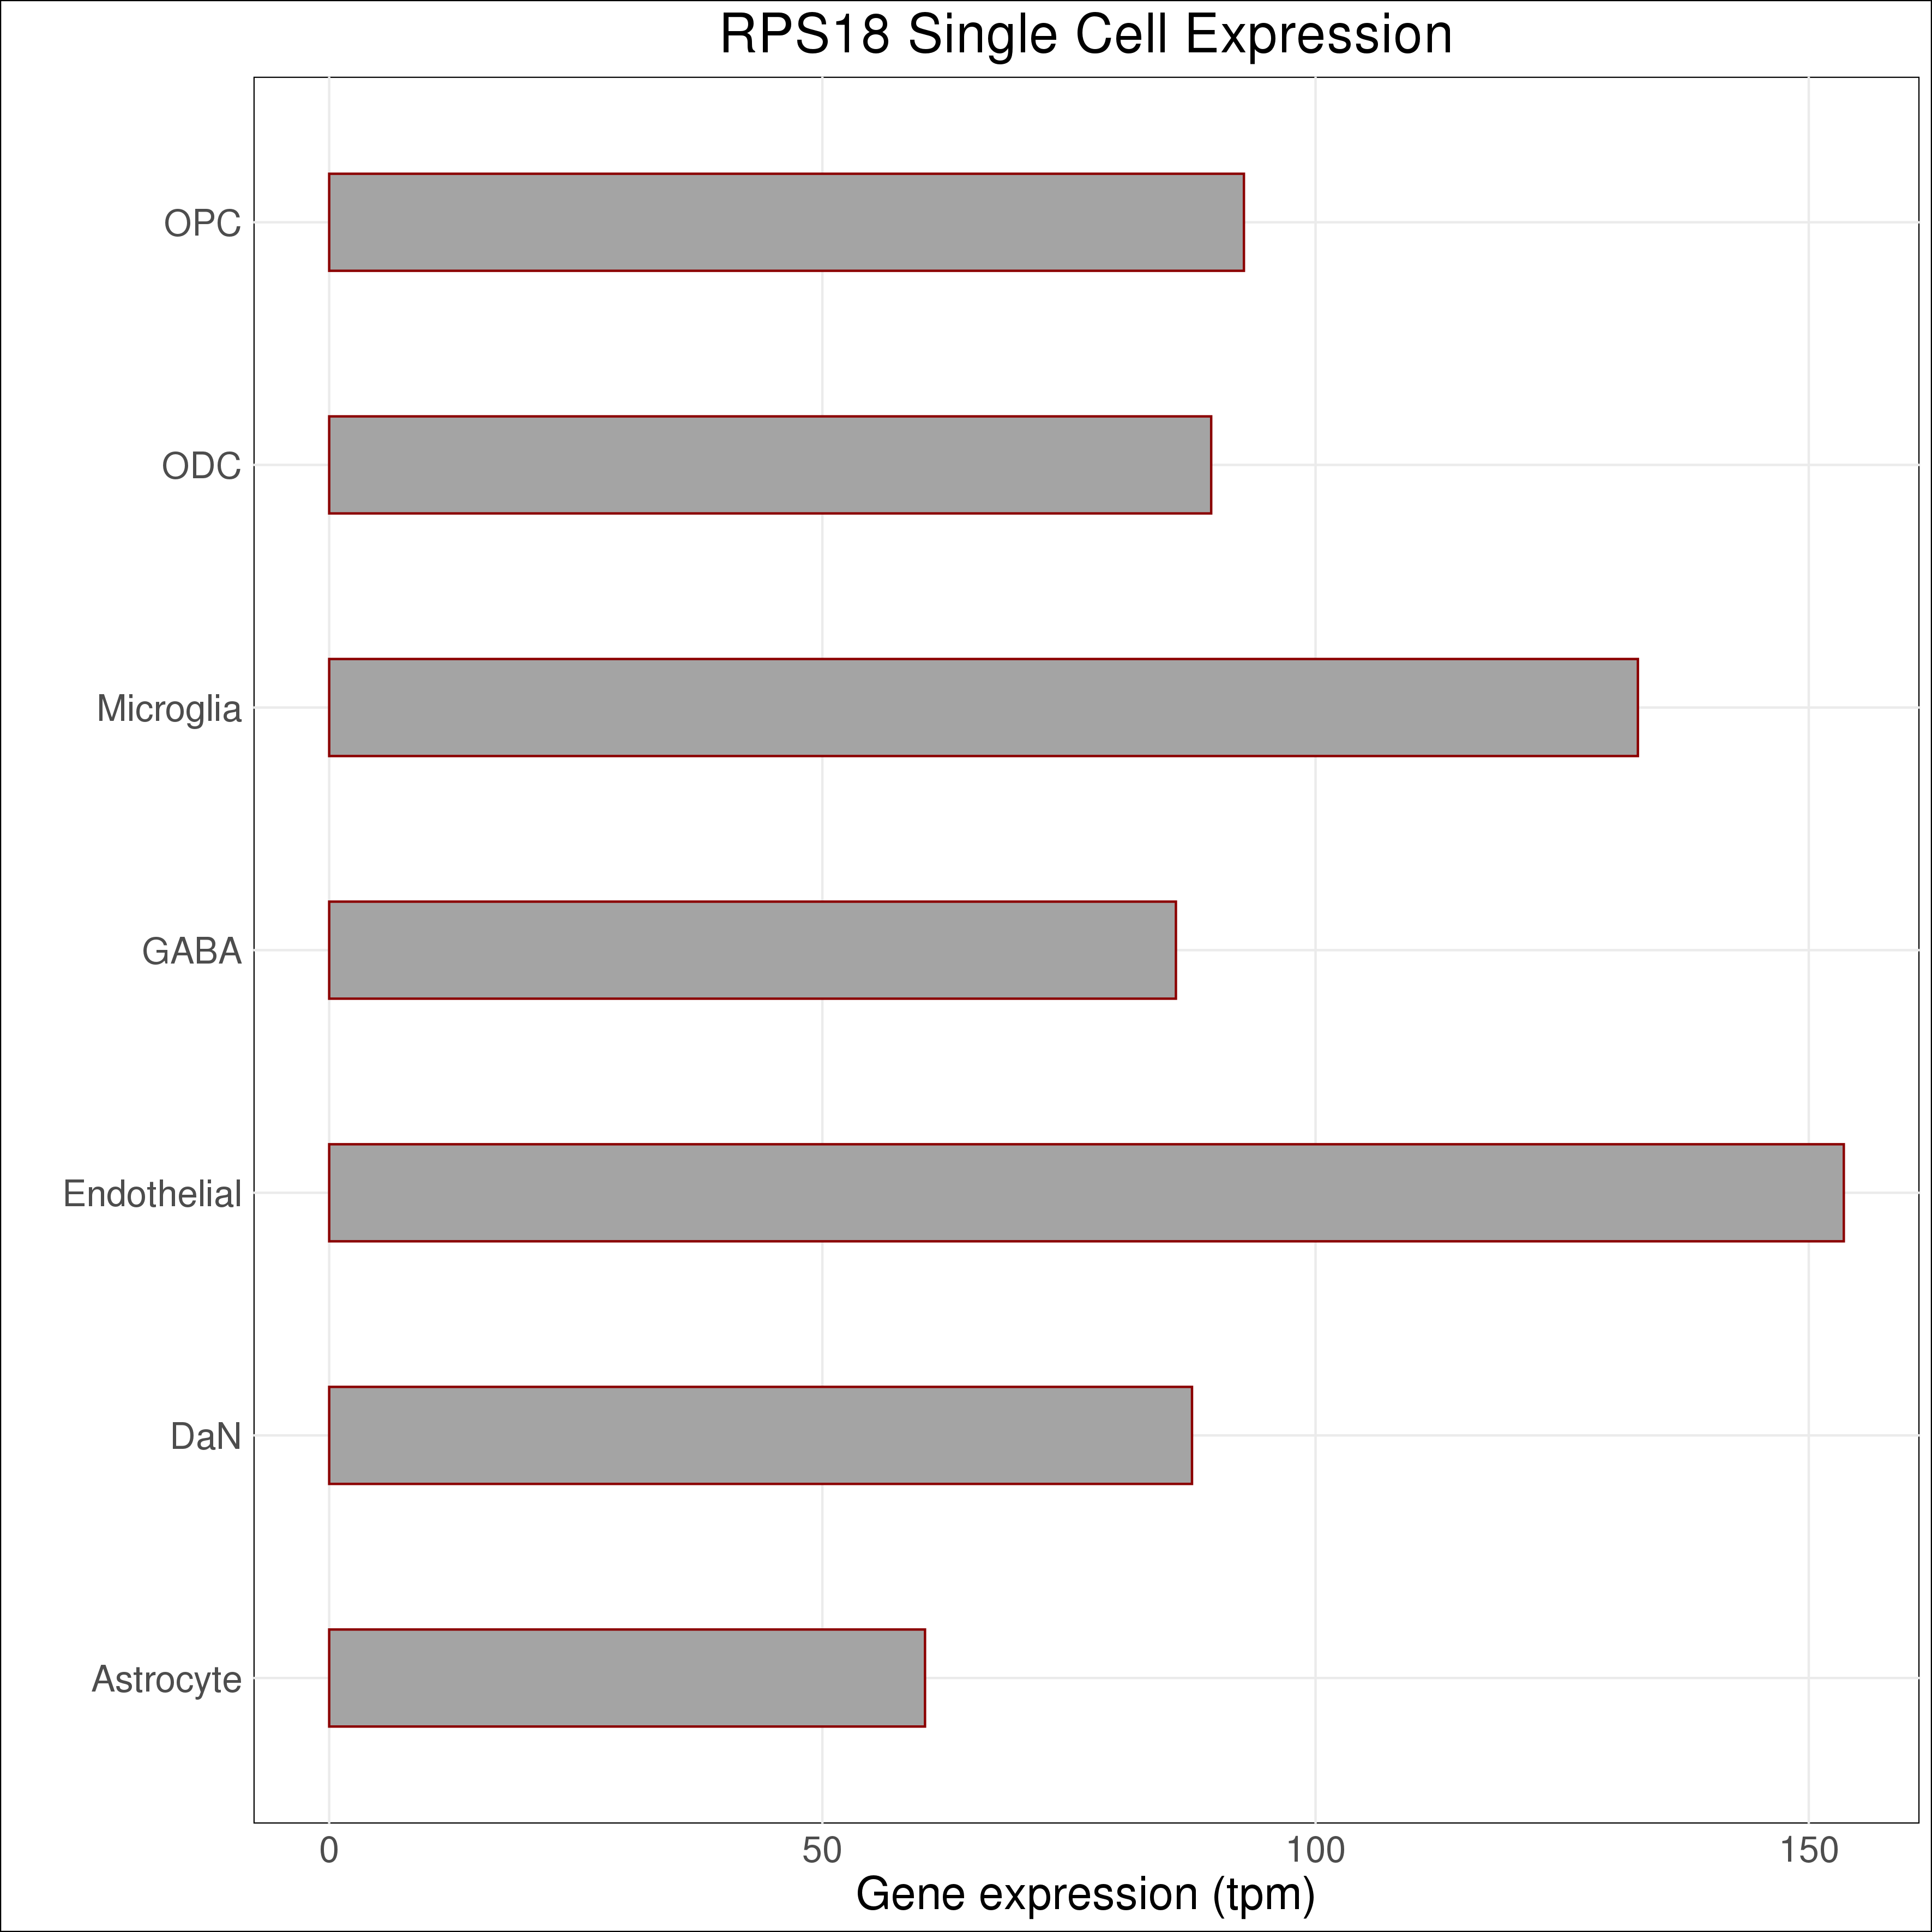 RPS18 Single Cell Expression
OPC
ODC
Microglia
GABA
Endothelial
DaN
Astrocyte
0 50 100 150
Gene expression (tpm)